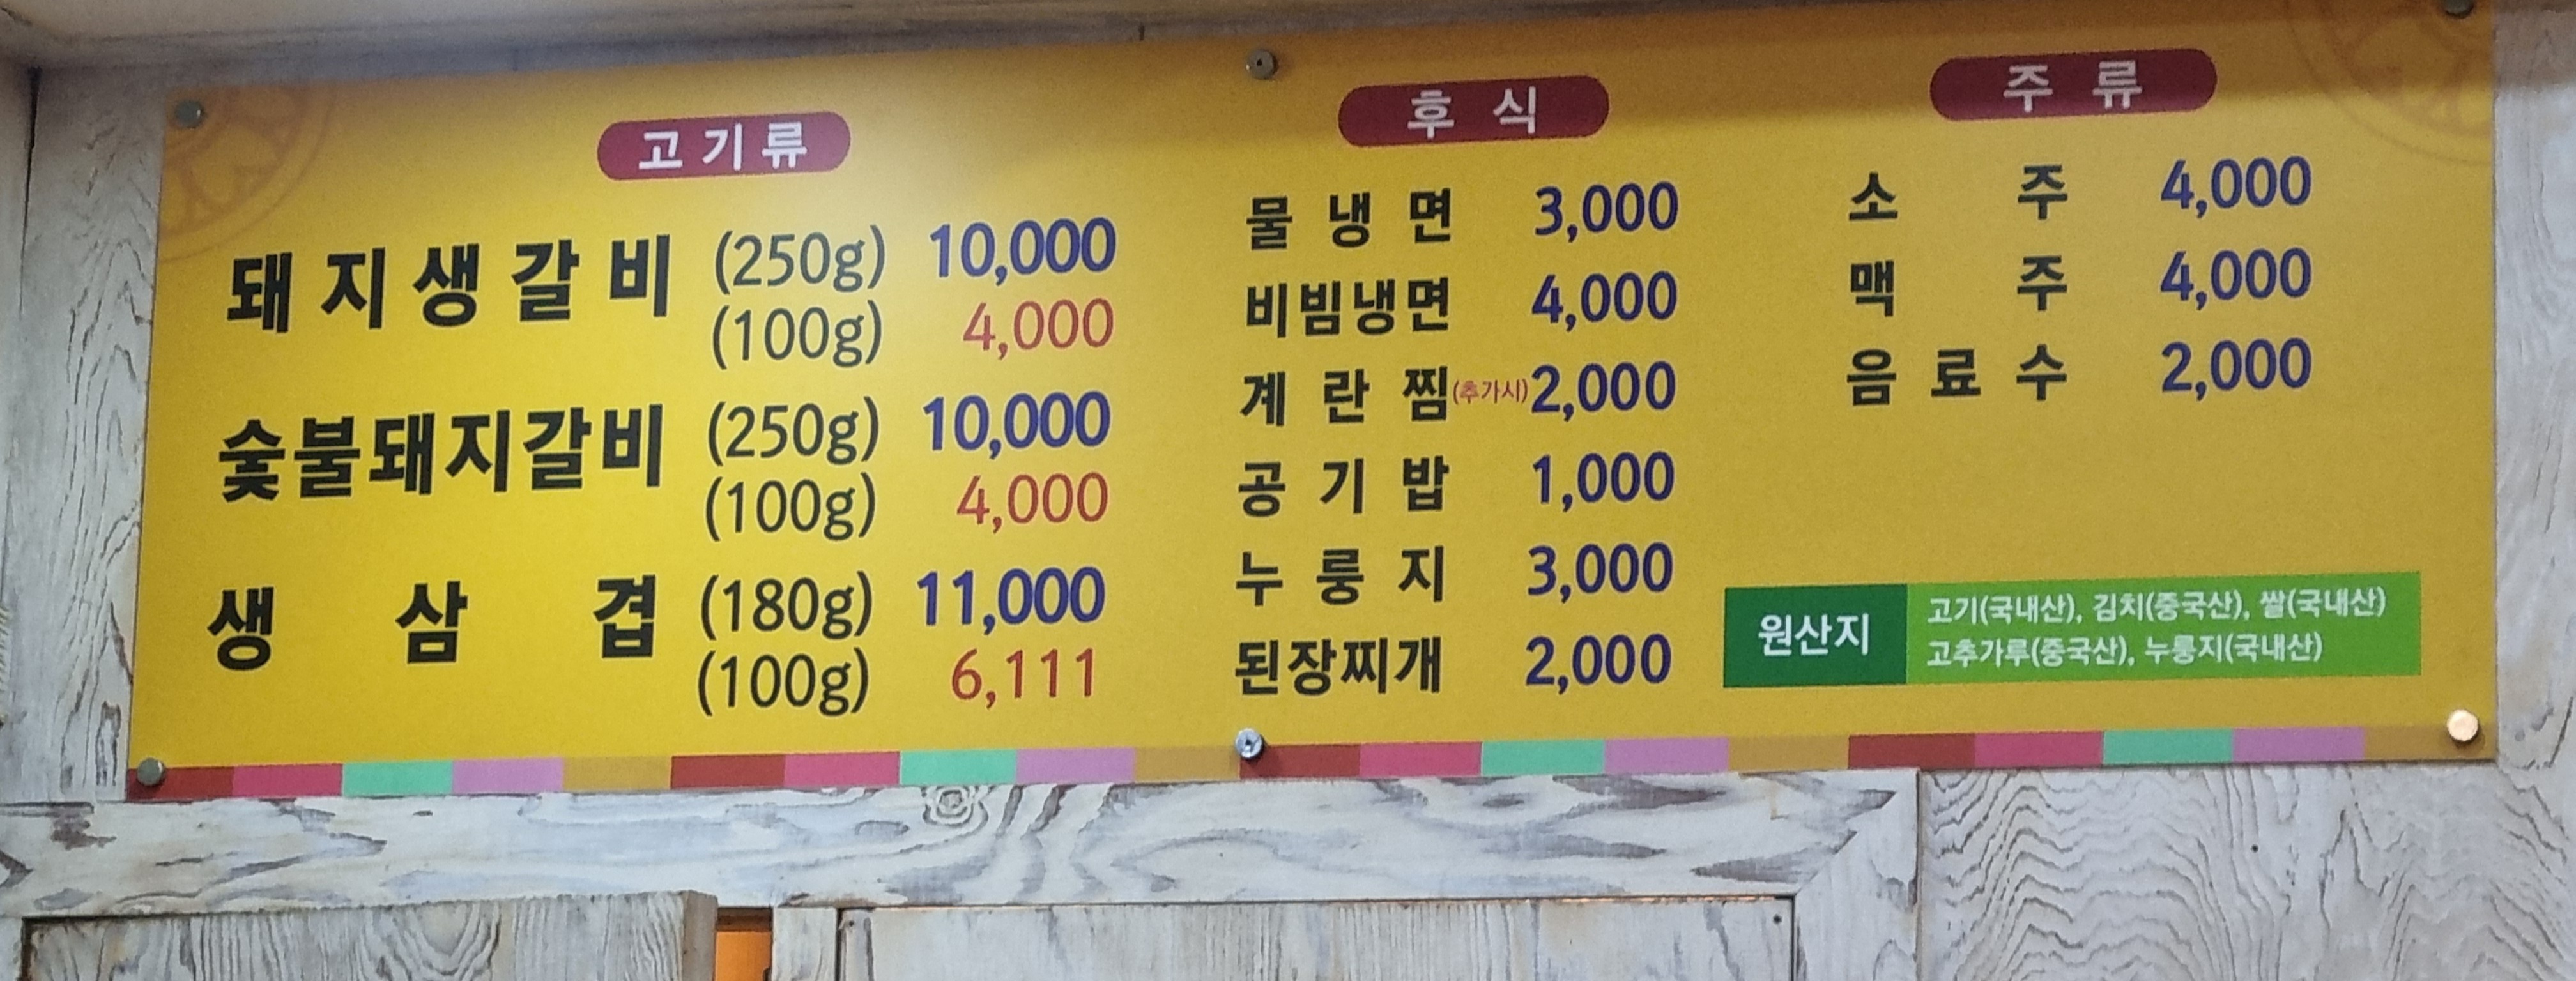 고기류
돼지생갈비 (250g) 10,000
(100g) 4,000
숯불돼지갈비 (250g) 10,000
(100g) 4,000
생삼겹 (180g) 11,000
(100g) 6,111
후식
물냉면 3,000
비빔냉면 4,000
계란찜(추가시) 2,000
공기밥 1,000
누룽지 3,000
된장찌개 2,000
주류
소주 4,000
맥주 4,000
음료수 2,000
원산지
고기(국내산), 김치(중국산), 쌀(국내산)
고추가루(중국산), 누룽지(국내산)